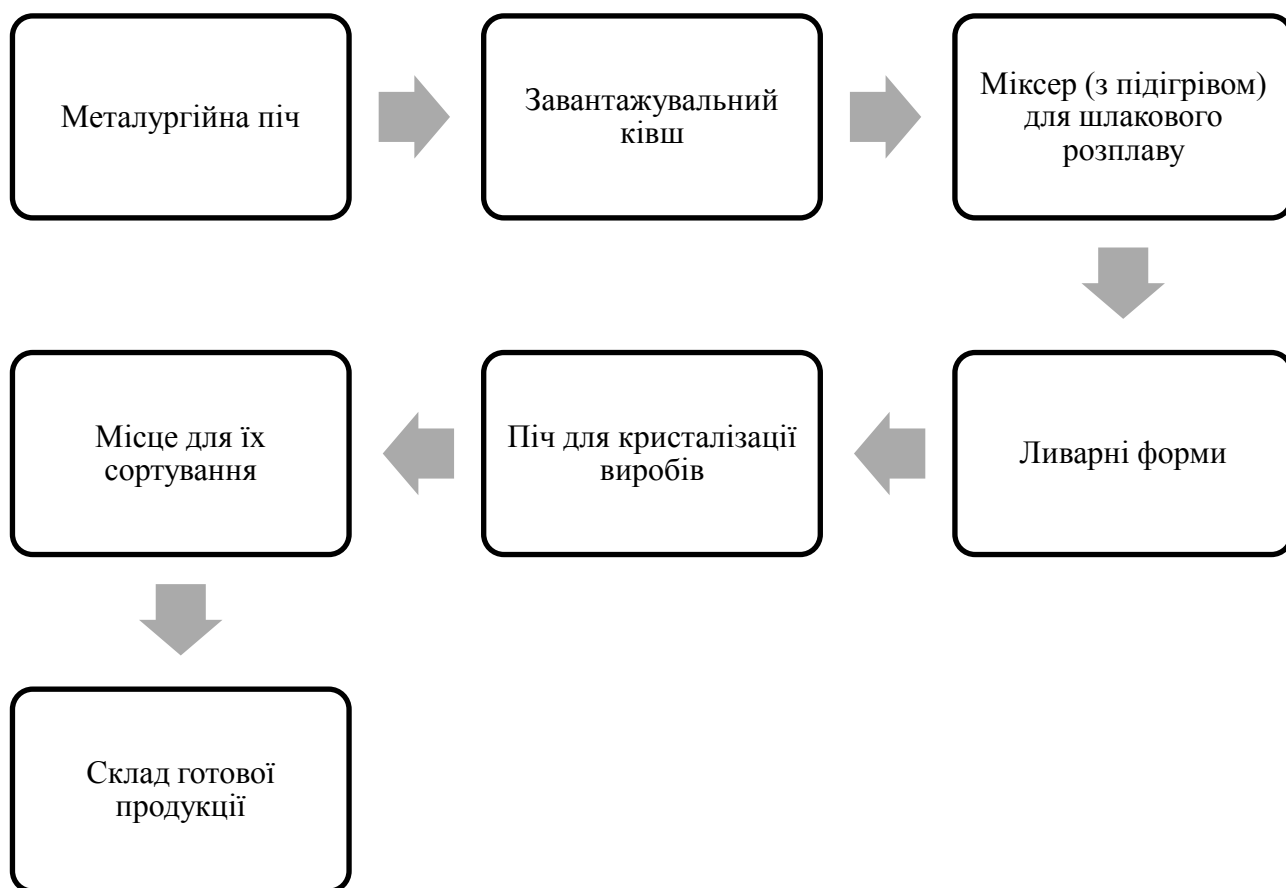 Металургійна піч
Завантажувальний
ківш
Міксер (з підігрівом)
для шлакового
розплаву
Ливарні форми
Піч для кристалізації
виробів
Місце для їх
сортування
Склад готової
продукції